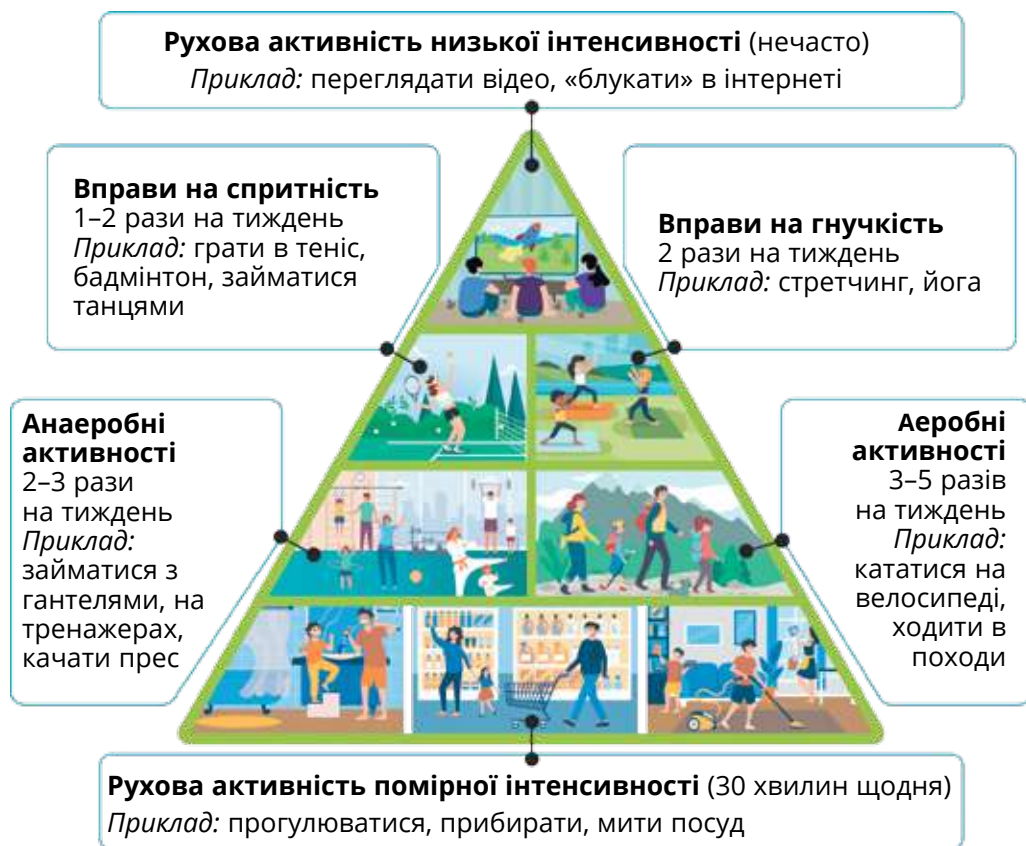 Рухова активність низької інтенсивності (нечасто)
Приклад: переглядати відео, «блукати» в інтернеті
Вправи на спритність
1–2 рази на тиждень
Приклад: грати в теніс,
бадмінтон, займатися
танцями
Вправи на гнучкість
2 рази на тиждень
Приклад: стретчинг, йога
Анаеробні
активності
2–3 рази
на тиждень
Приклад:
займатися з
гантелями, на
тренажерах,
качати прес
Аеробні
активності
3–5 разів
на тиждень
Приклад:
кататися на
велосипеді,
ходити в
походи
Рухова активність помірної інтенсивності (30 хвилин щодня)
Приклад: прогулюватися, прибирати, мити посуд